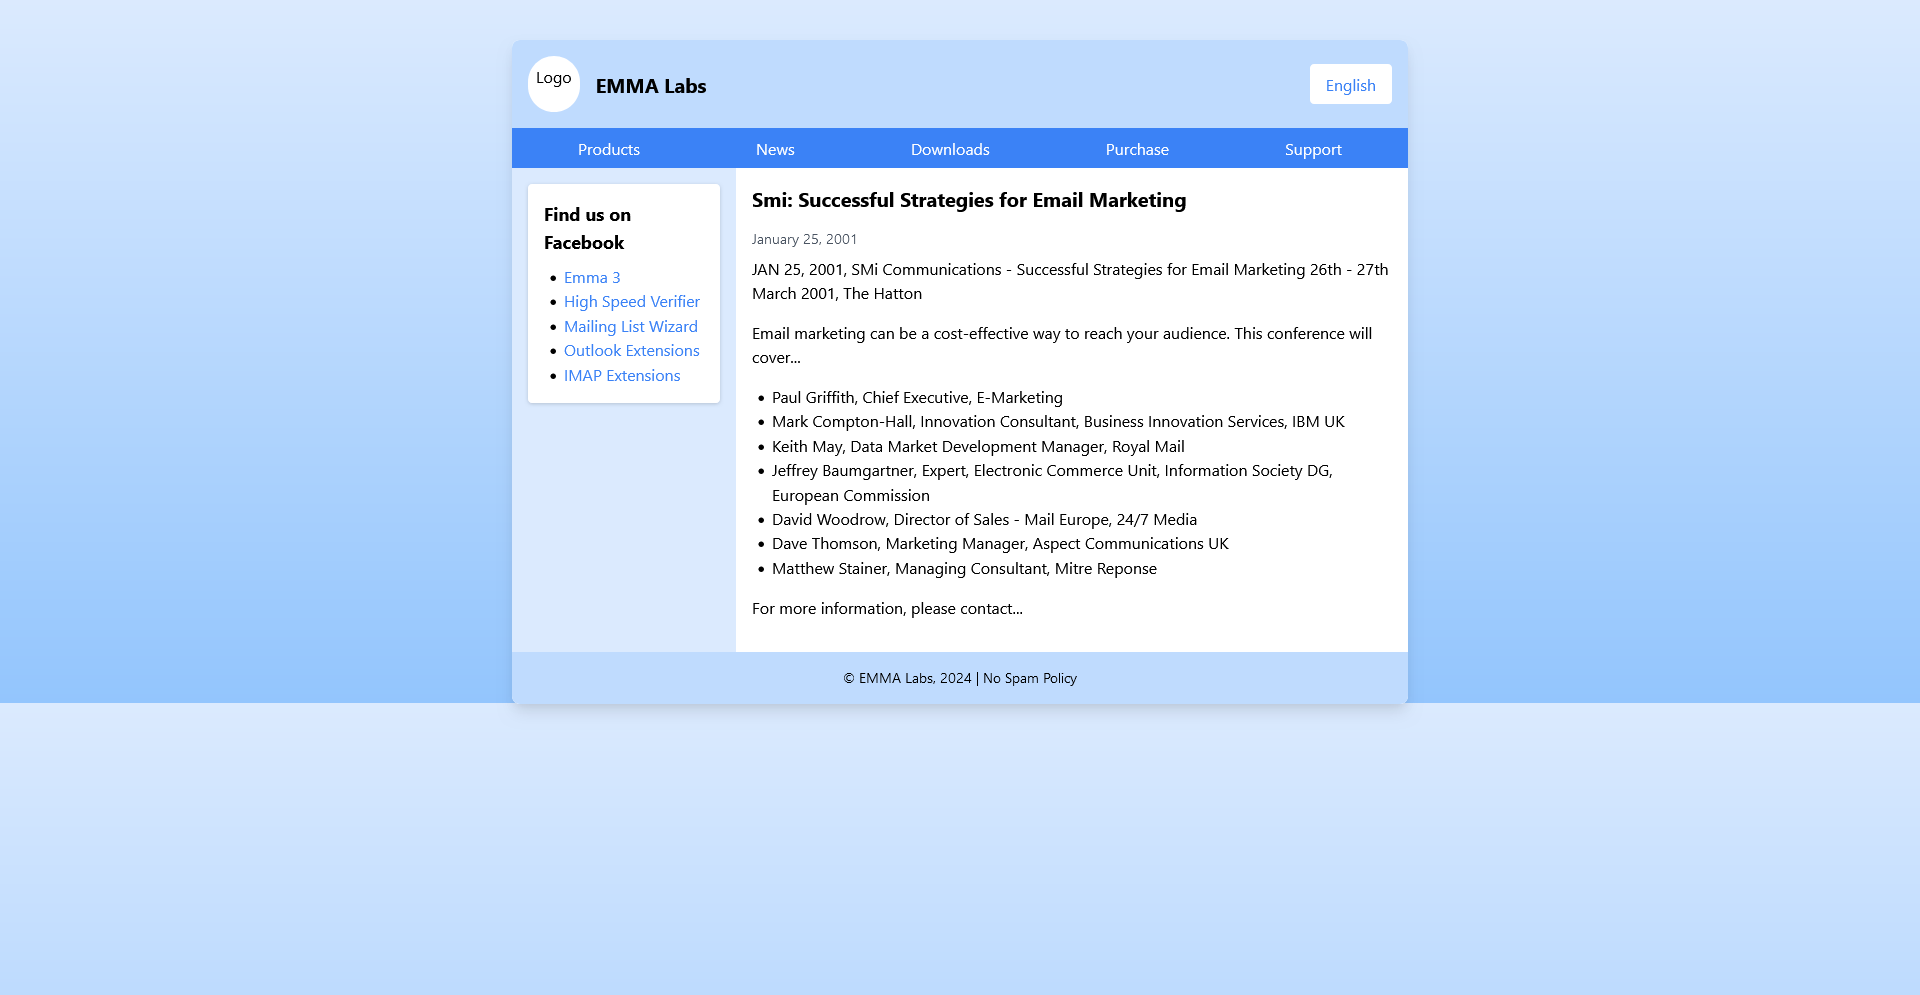 Logo
EMMA Labs
English
Products News Downloads Purchase Support
Find us on
Facebook
• Emma 3
• High Speed Verifier
• Mailing List Wizard
• Outlook Extensions
• IMAP Extensions
Smi: Successful Strategies for Email Marketing
January 25, 2001
JAN 25, 2001, SMi Communications - Successful Strategies for Email Marketing 26th - 27th
March 2001, The Hatton
Email marketing can be a cost-effective way to reach your audience. This conference will
cover...
• Paul Griffith, Chief Executive, E-Marketing
• Mark Compton-Hall, Innovation Consultant, Business Innovation Services, IBM UK
• Keith May, Data Market Development Manager, Royal Mail
• Jeffrey Baumgartner, Expert, Electronic Commerce Unit, Information Society DG,
European Commission
• David Woodrow, Director of Sales - Mail Europe, 24/7 Media
• Dave Thomson, Marketing Manager, Aspect Communications UK
• Matthew Stainer, Managing Consultant, Mitre Reponse
For more information, please contact...
© EMMA Labs, 2024 | No Spam Policy